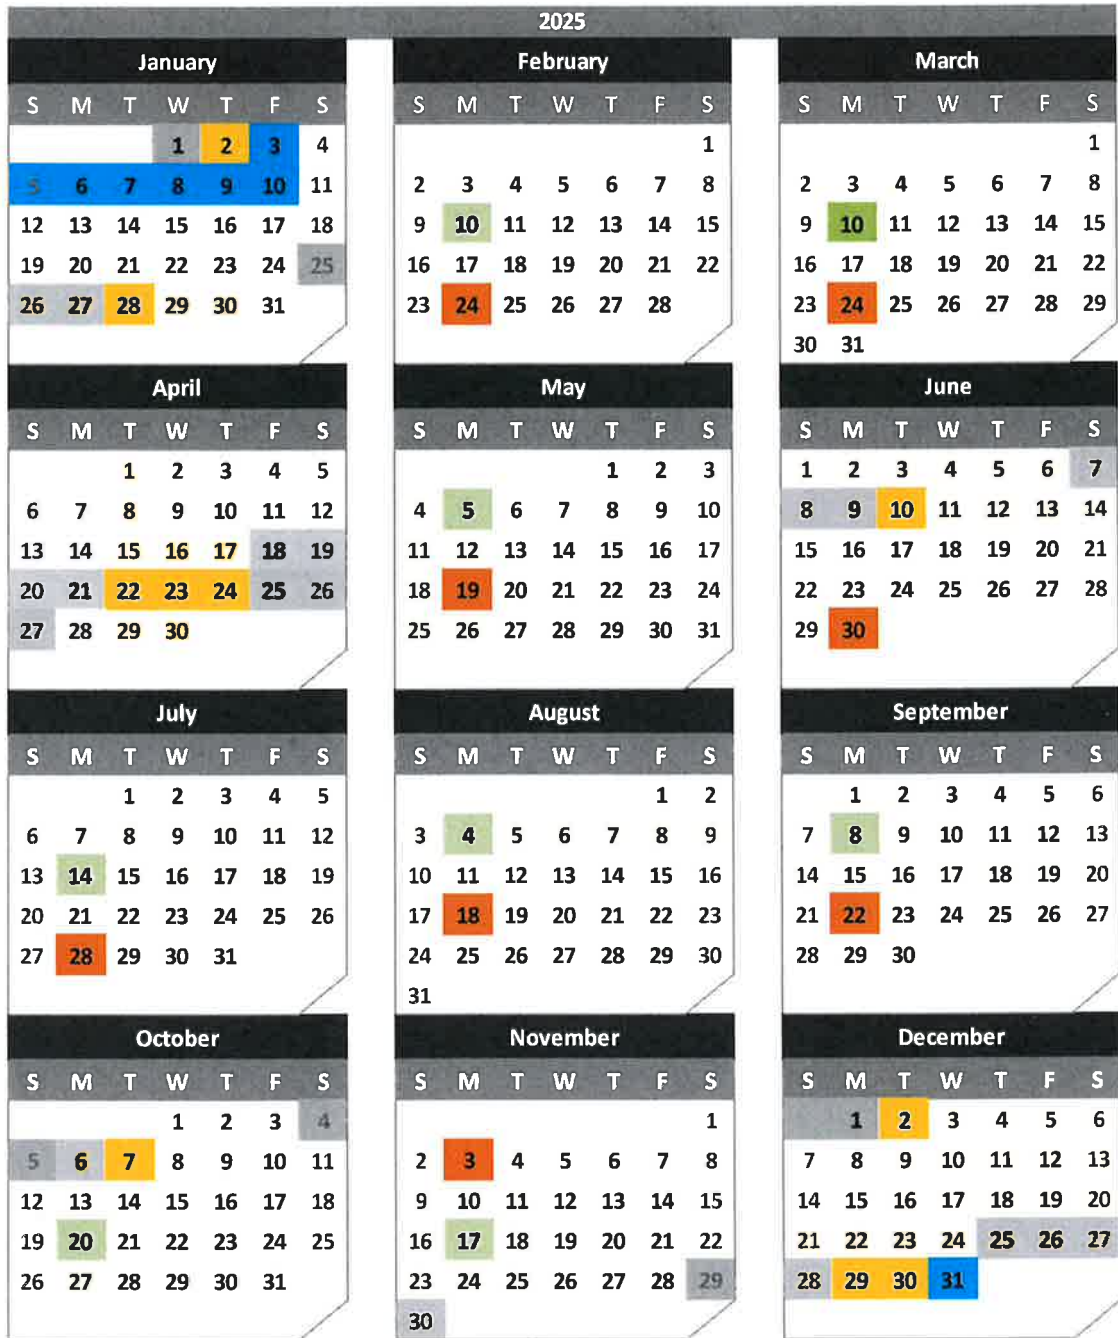 2025
January
S M T W T F S
1 2 3 4
5 6 7 8 9 10 11
12 13 14 15 16 17 18
19 20 21 22 23 24 25
26 27 28 29 30 31
February
S M T W T F S
1
2 3 4 5 6 7 8
9 10 11 12 13 14 15
16 17 18 19 20 21 22
23 24 25 26 27 28
March
S M T W T F S
1
2 3 4 5 6 7 8
9 10 11 12 13 14 15
16 17 18 19 20 21 22
23 24 25 26 27 28 29
30 31
April
S M T W T F S
1 2 3 4 5
6 7 8 9 10 11 12
13 14 15 16 17 18 19
20 21 22 23 24 25 26
27 28 29 30
May
S M T W T F S
1 2 3
4 5 6 7 8 9 10
11 12 13 14 15 16 17
18 19 20 21 22 23 24
25 26 27 28 29 30 31
June
S M T W T F S
1 2 3 4 5 6 7
8 9 10 11 12 13 14
15 16 17 18 19 20 21
22 23 24 25 26 27 28
29 30
July
S M T W T F S
1 2 3 4 5
6 7 8 9 10 11 12
13 14 15 16 17 18 19
20 21 22 23 24 25 26
27 28 29 30 31
August
S M T W T F S
1 2
3 4 5 6 7 8 9
10 11 12 13 14 15 16
17 18 19 20 21 22 23
24 25 26 27 28 29 30
31
September
S M T W T F S
1 2 3 4 5 6
7 8 9 10 11 12 13
14 15 16 17 18 19 20
21 22 23 24 25 26 27
28 29 30
October
S M T W T F S
1 2 3 4
5 6 7 8 9 10 11
12 13 14 15 16 17 18
19 20 21 22 23 24 25
26 27 28 29 30 31
November
S M T W T F S
1
2 3 4 5 6 7 8
9 10 11 12 13 14 15
16 17 18 19 20 21 22
23 24 25 26 27 28 29
30
December
S M T W T F S
1 2 3 4 5 6
7 8 9 10 11 12 13
14 15 16 17 18 19 20
21 22 23 24 25 26 27
28 29 30 31